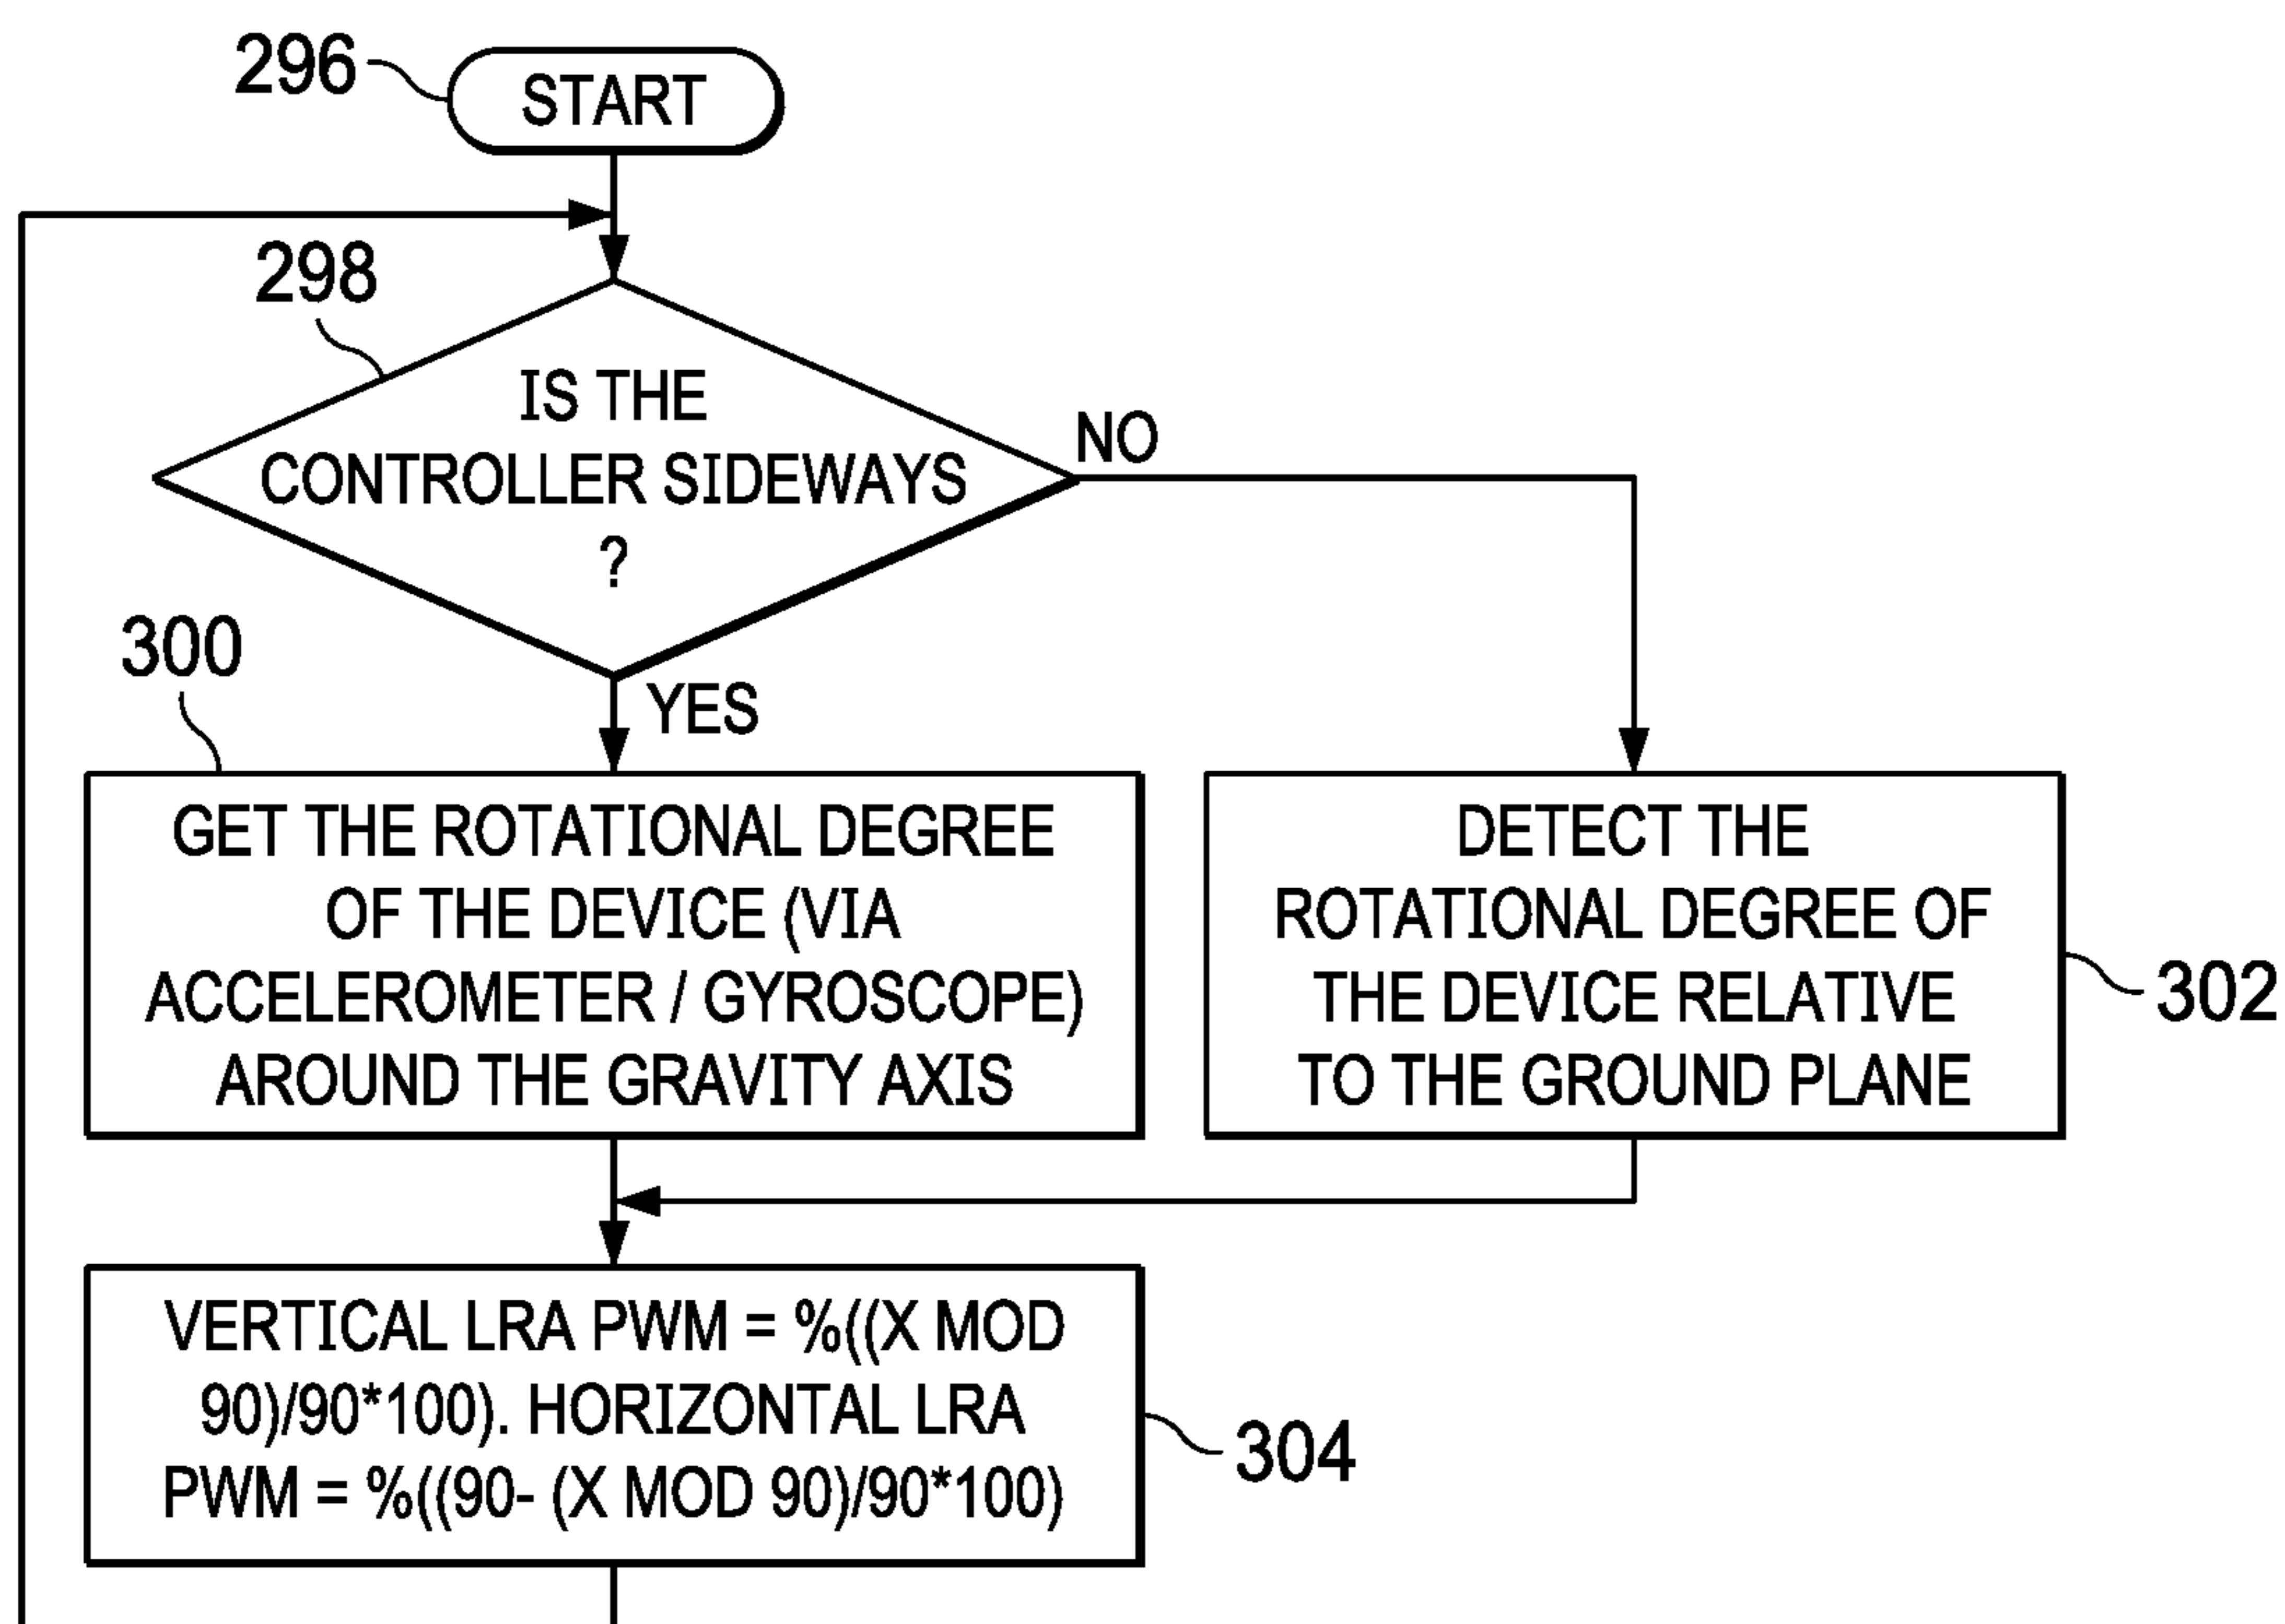 296
START
298
IS THE
CONTROLLER SIDEWAYS
?
NO
YES
300
GET THE ROTATIONAL DEGREE
OF THE DEVICE (VIA
ACCELEROMETER / GYROSCOPE)
AROUND THE GRAVITY AXIS
DETECT THE
ROTATIONAL DEGREE OF
THE DEVICE RELATIVE
TO THE GROUND PLANE
302
VERTICAL LRA PWM = %((X MOD
90)/90*100). HORIZONTAL LRA
PWM = %((90- (X MOD 90)/90*100)
304